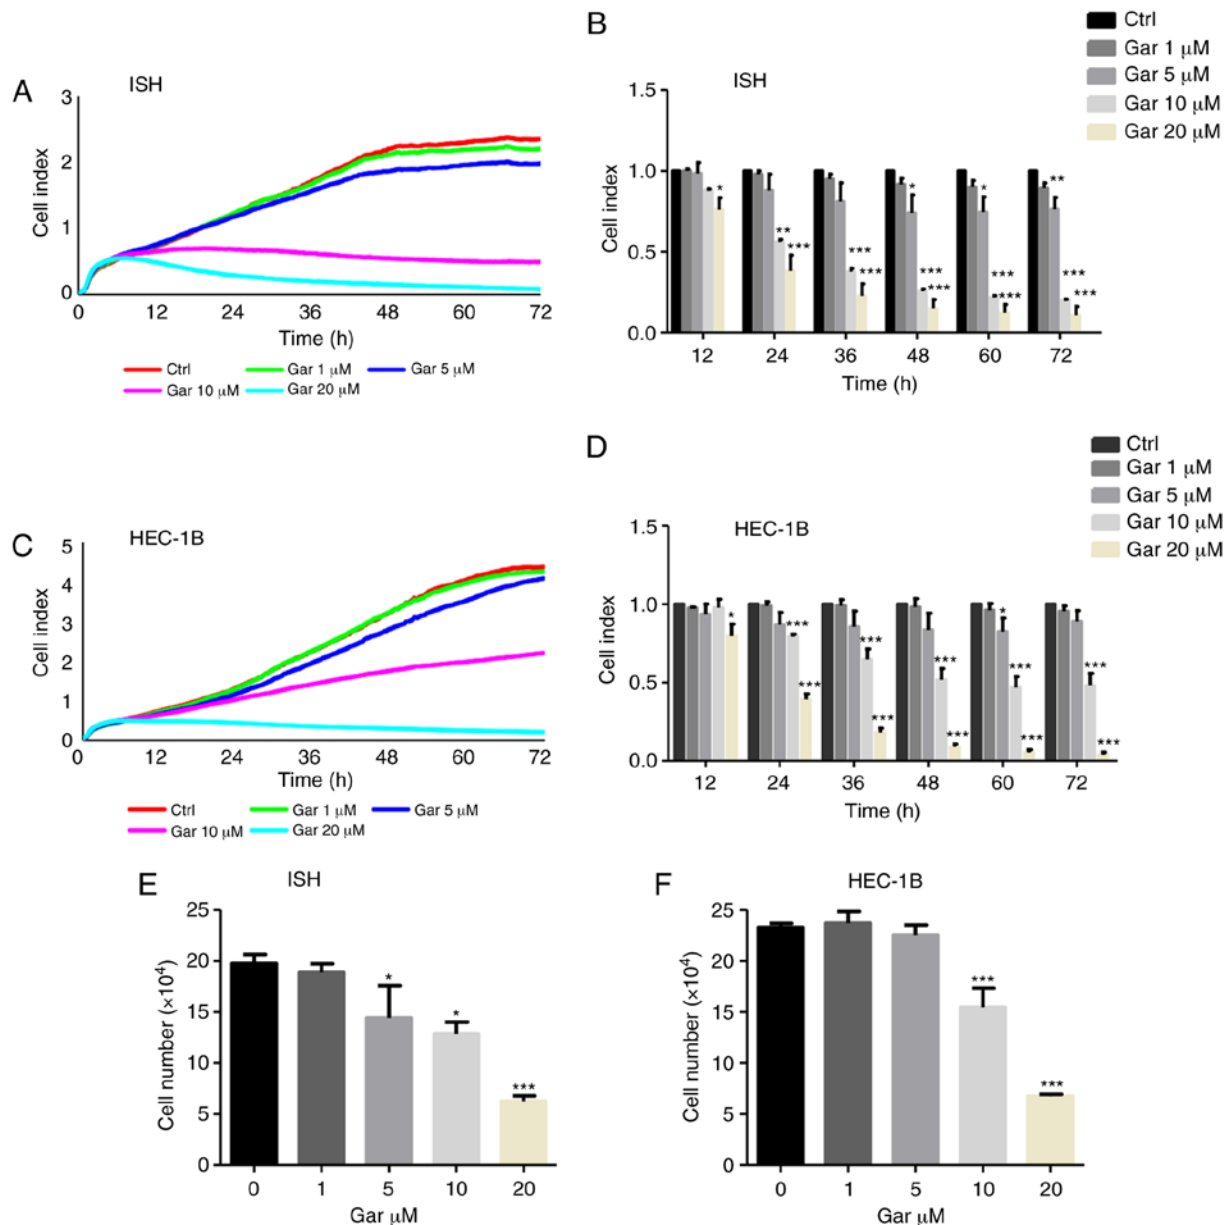 A
ISH
3
2
1
0
Cell index
0 12 24 36 48 60 72
Time (h)
Ctrl Gar 1 μM Gar 5 μM
Gar 10 μM Gar 20 μM
B
ISH
Ctrl
Gar 1 μM
Gar 5 μM
Gar 10 μM
Gar 20 μM
1.5
1.0
0.5
0.0
Cell index
* ** *** *** *** * *** *** * *** *** ** *** ***
12 24 36 48 60 72
Time (h)
C
HEC-1B
5
4
3
2
1
0
Cell index
0 12 24 36 48 60 72
Time (h)
Ctrl Gar 1 μM Gar 5 μM
Gar 10 μM Gar 20 μM
D
HEC-1B
Ctrl
Gar 1 μM
Gar 5 μM
Gar 10 μM
Gar 20 μM
1.5
1.0
0.5
0.0
Cell index
* *** *** *** *** *** *** * *** *** *** ***
12 24 36 48 60 72
Time (h)
E
ISH
25
20
15
10
5
0
Cell number (×10⁴)
* * ***
0 1 5 10 20
Gar μM
F
HEC-1B
25
20
15
10
5
0
Cell number (×10⁴)
*** ***
0 1 5 10 20
Gar μM